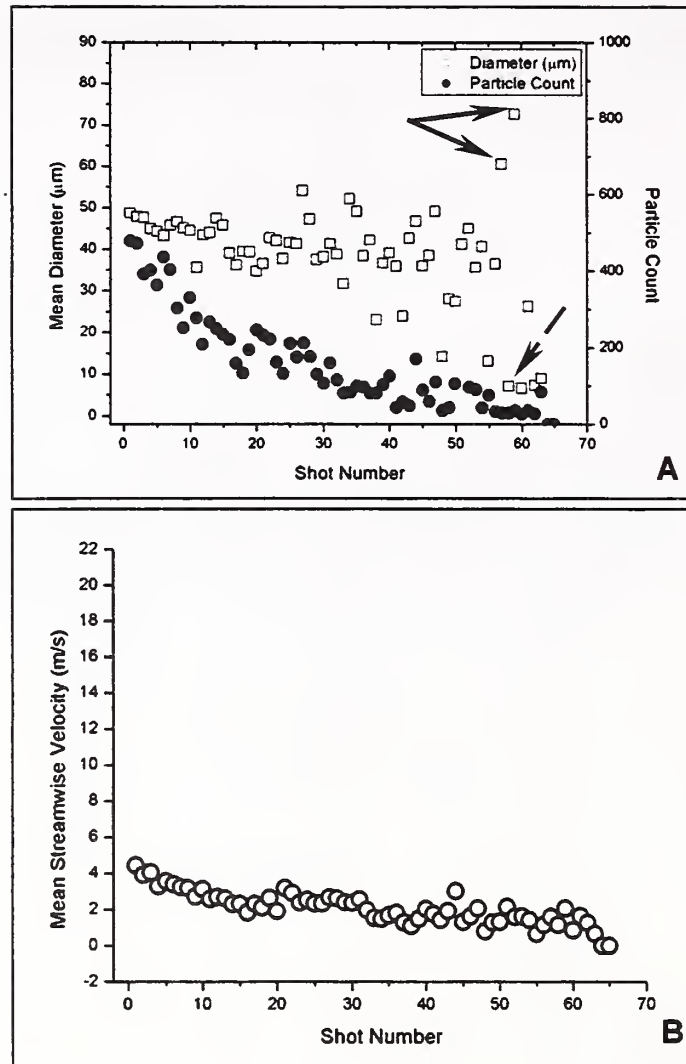 90
80
70
60
50
40
30
20
10
0
Mean Diameter (μm)
Diameter (μm)
Particle Count
1000
800
600
400
200
0
Particle Count
0 10 20 30 40 50 60 70
Shot Number
A
22
20
18
16
14
12
10
8
6
4
2
0
-2
Mean Streamwise Velocity (m/s)
0 10 20 30 40 50 60 70
Shot Number
B